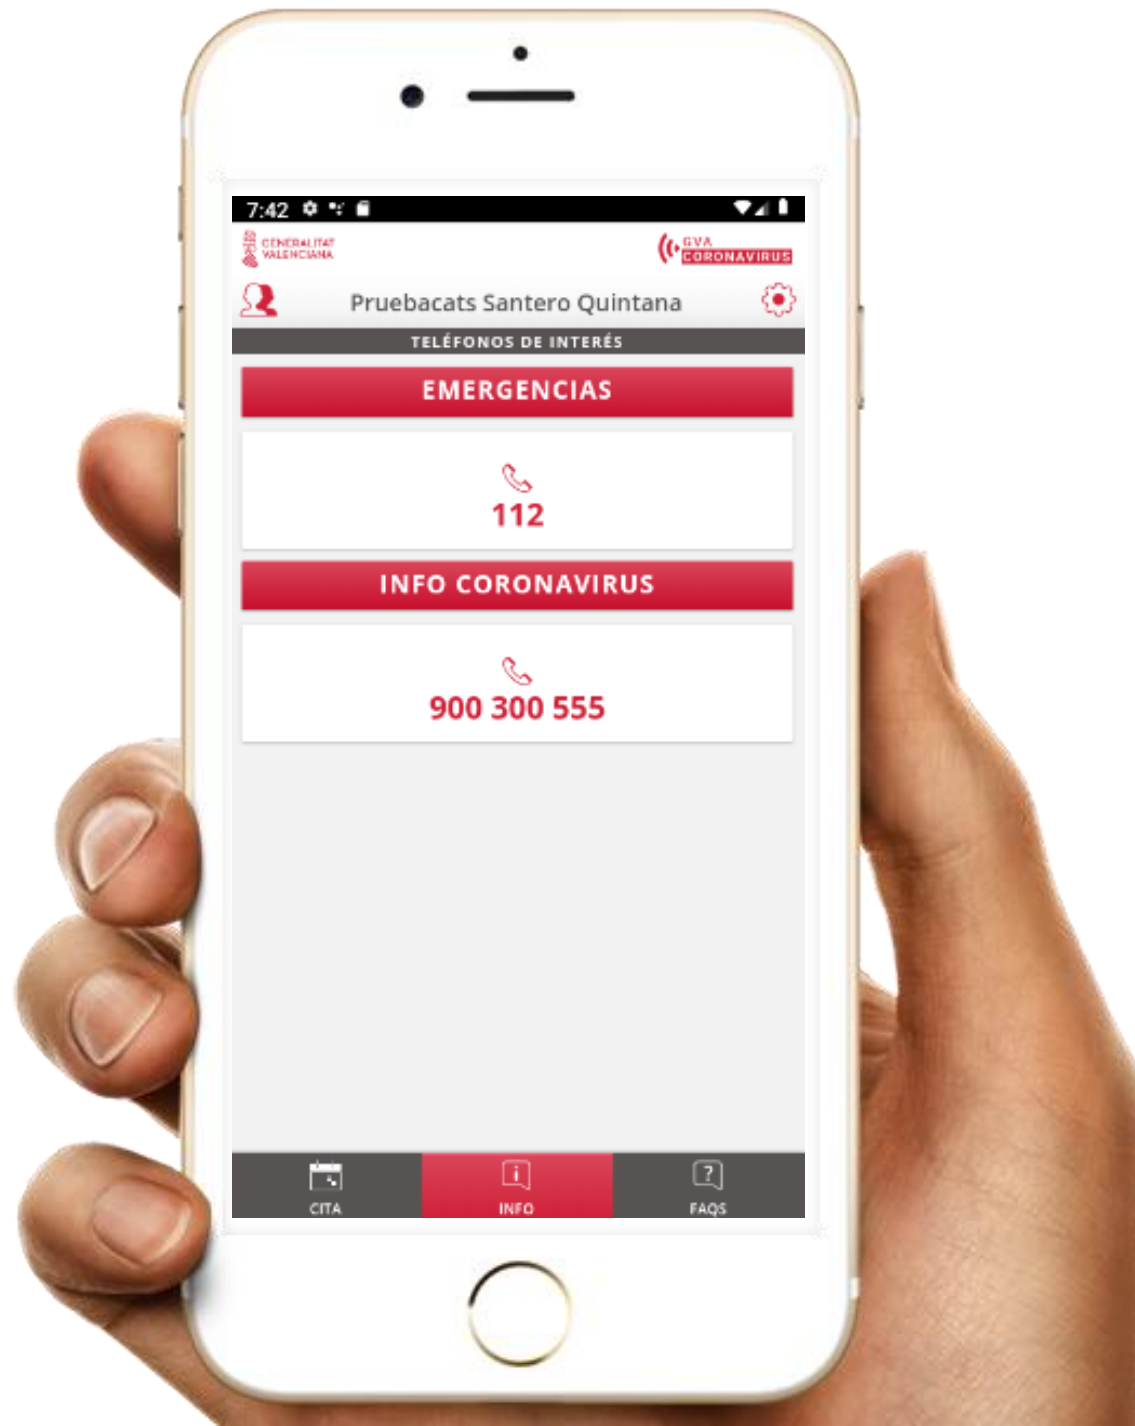 7:42
GENERALITAT
VALENCIANA
GVA
CORONAVIRUS
Pruebacats Santero Quintana
TELÉFONOS DE INTERÉS
EMERGENCIAS
112
INFO CORONAVIRUS
900 300 555
CITA
INFO
FAQS